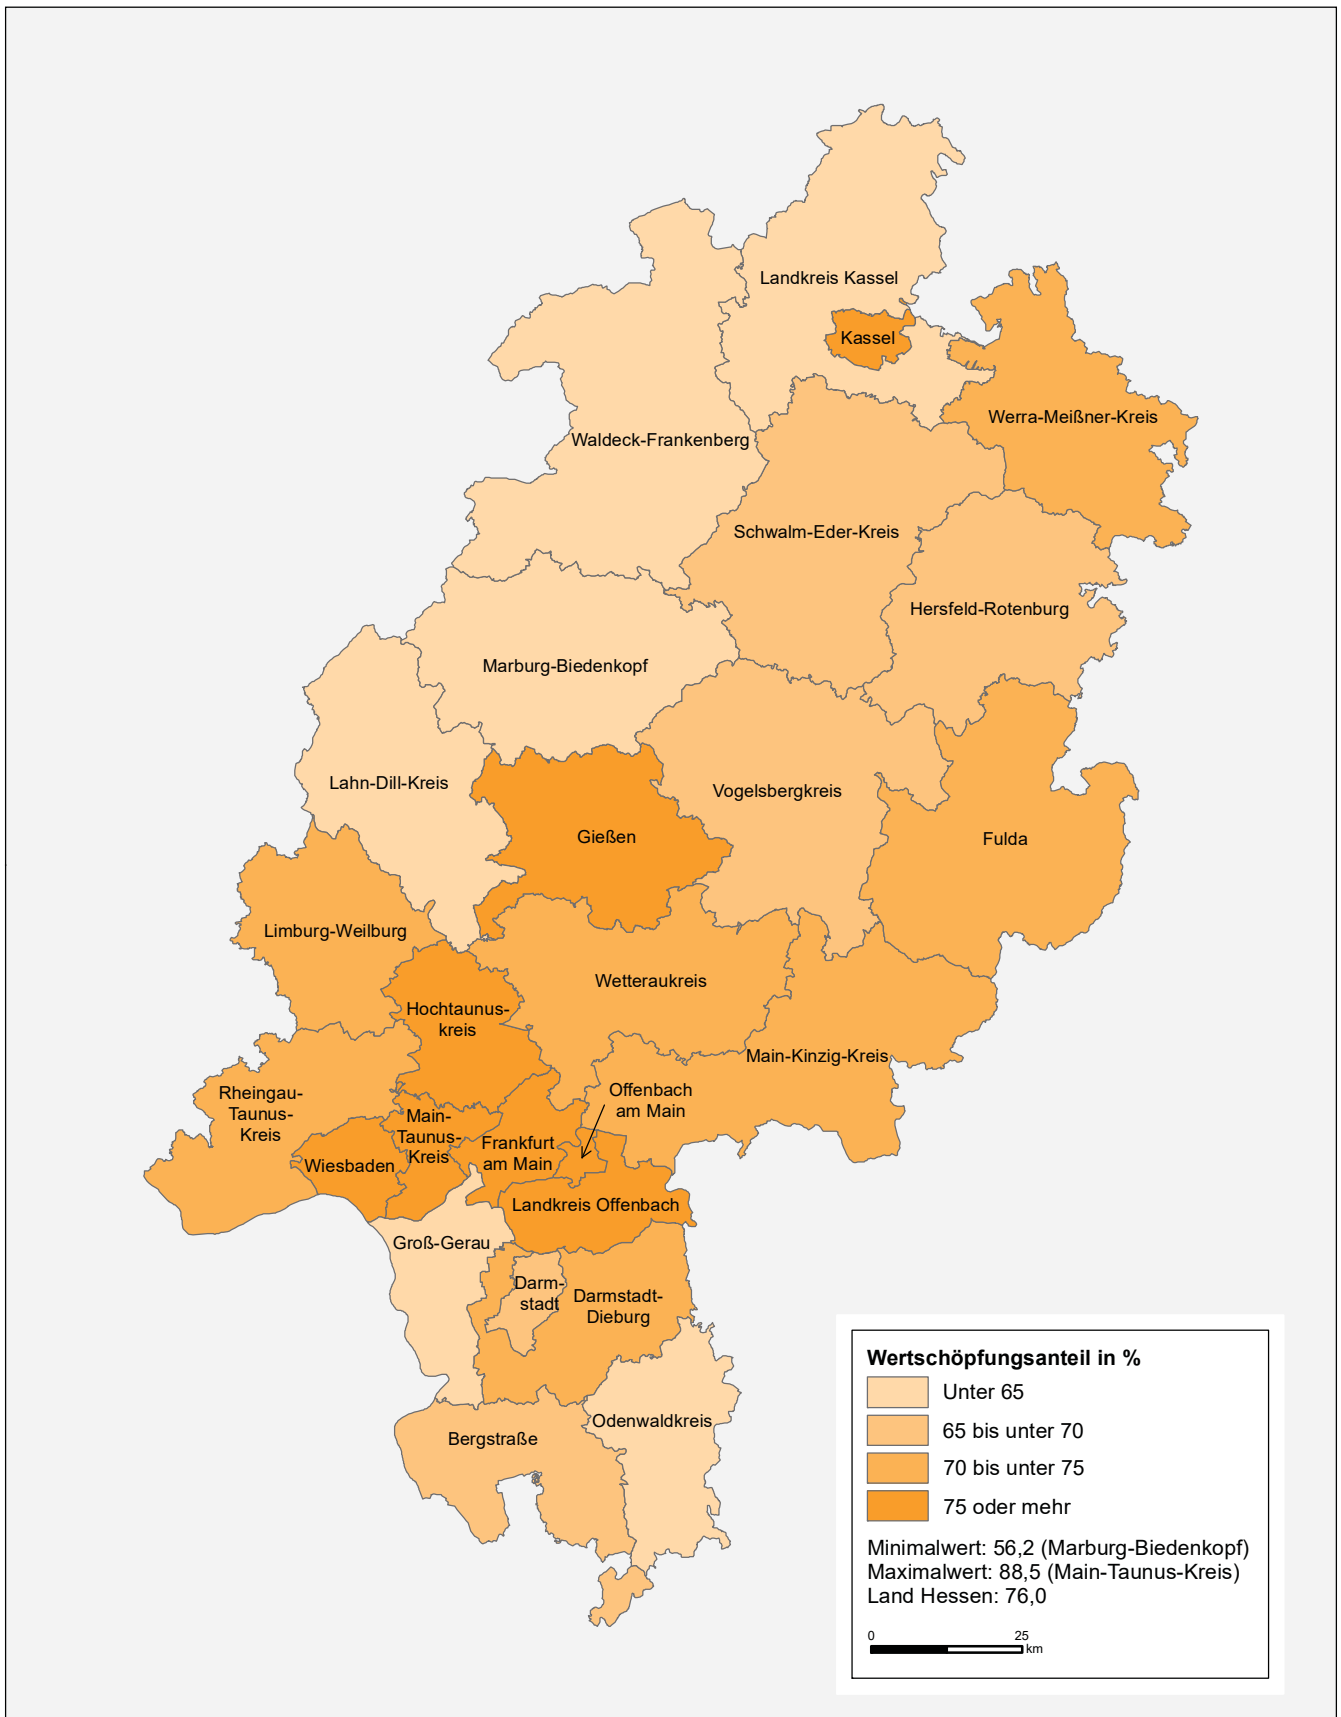 Landkreis Kassel
Kassel
Werra-Meißner-Kreis
Waldeck-Frankenberg
Schwalm-Eder-Kreis
Hersfeld-Rotenburg
Marburg-Biedenkopf
Lahn-Dill-Kreis
Vogelsbergkreis
Gießen
Fulda
Limburg-Weilburg
Wetteraukreis
Hochtaunus-
kreis
Main-Kinzig-Kreis
Rheingau-
Taunus-
Kreis
Offenbach
am Main
Main-
Taunus-
Kreis
Frankfurt
am Main
Wiesbaden
Landkreis Offenbach
Groß-Gerau
Darm-
stadt
Darmstadt-
Dieburg
Odenwaldkreis
Bergstraße
Wertschöpfungsanteil in %
Unter 65
65 bis unter 70
70 bis unter 75
75 oder mehr
Minimalwert: 56,2 (Marburg-Biedenkopf)
Maximalwert: 88,5 (Main-Taunus-Kreis)
Land Hessen: 76,0
0 25
km